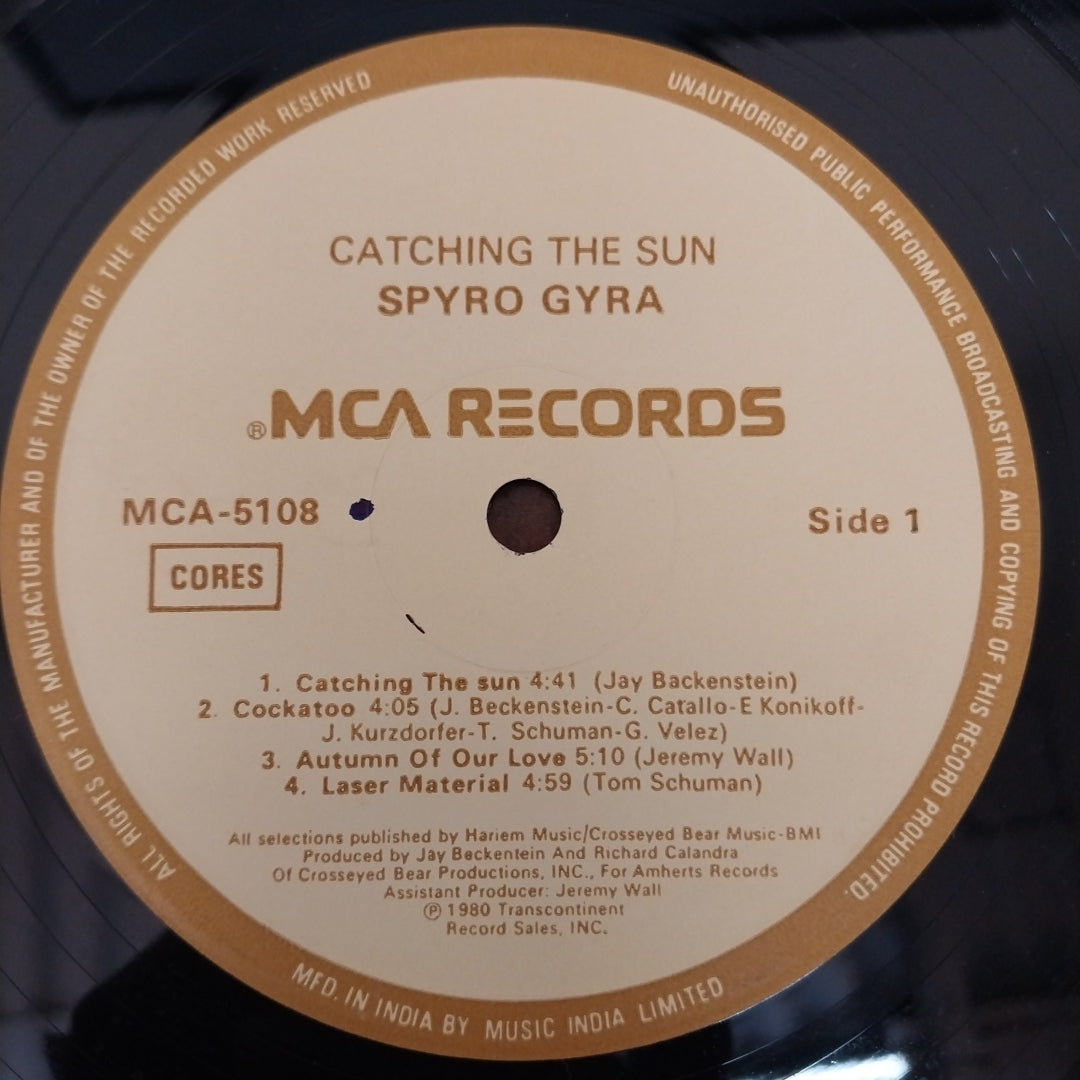 CATCHING THE SUN
SPYRO GYRA
®MCA RECORDS
MCA-5108
Side 1
CORES
1. Catching The sun 4:41 (Jay Backenstein)
2. Cockatoo 4:05 (J. Beckenstein-C. Catallo-E Konikoff-
J. Kurzdorfer-T. Schuman-G. Velez)
3. Autumn Of Our Love 5:10 (Jeremy Wall)
4. Laser Material 4:59 (Tom Schuman)
All selections published by Hariem Music/Crosseyed Bear Music-BMI
Produced by Jay Beckentein And Richard Calandra
Of Crosseyed Bear Productions, INC., For Amherts Records
Assistant Producer: Jeremy Wall
℗ 1980 Transcontinent
Record Sales, INC.
ALL RIGHTS OF THE MANUFACTURER AND OF THE OWNER OF THE RECORDED WORK RESERVED
UNAUTHORISED PUBLIC PERFORMANCE BROADCASTING AND COPYING OF THIS RECORD PROHIBITED.
MFD. IN INDIA BY MUSIC INDIA LIMITED